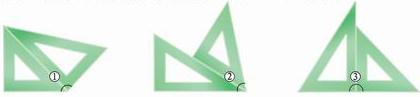 ① ② ③